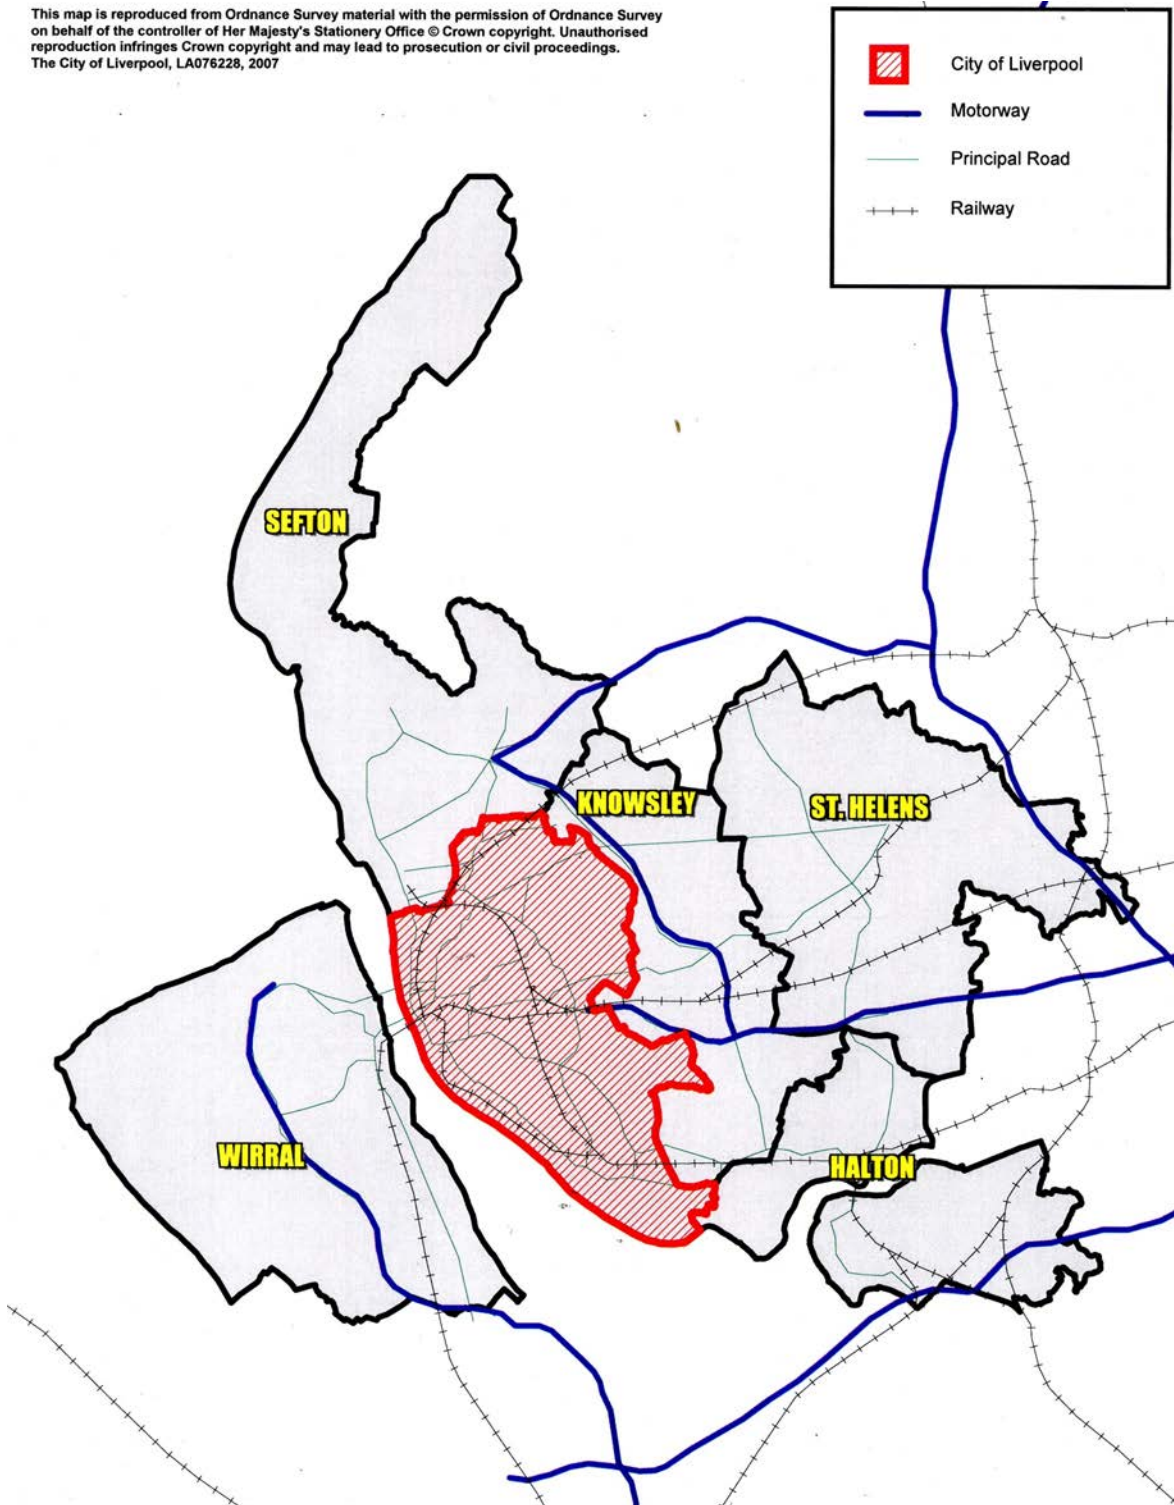 This map is reproduced from Ordnance Survey material with the permission of Ordnance Survey
on behalf of the controller of Her Majesty's Stationery Office © Crown copyright. Unauthorised
reproduction infringes Crown copyright and may lead to prosecution or civil proceedings.
The City of Liverpool, LA076228, 2007
City of Liverpool
Motorway
Principal Road
Railway
SEFTON
KNOWSLEY
ST. HELENS
WIRRAL
HALTON